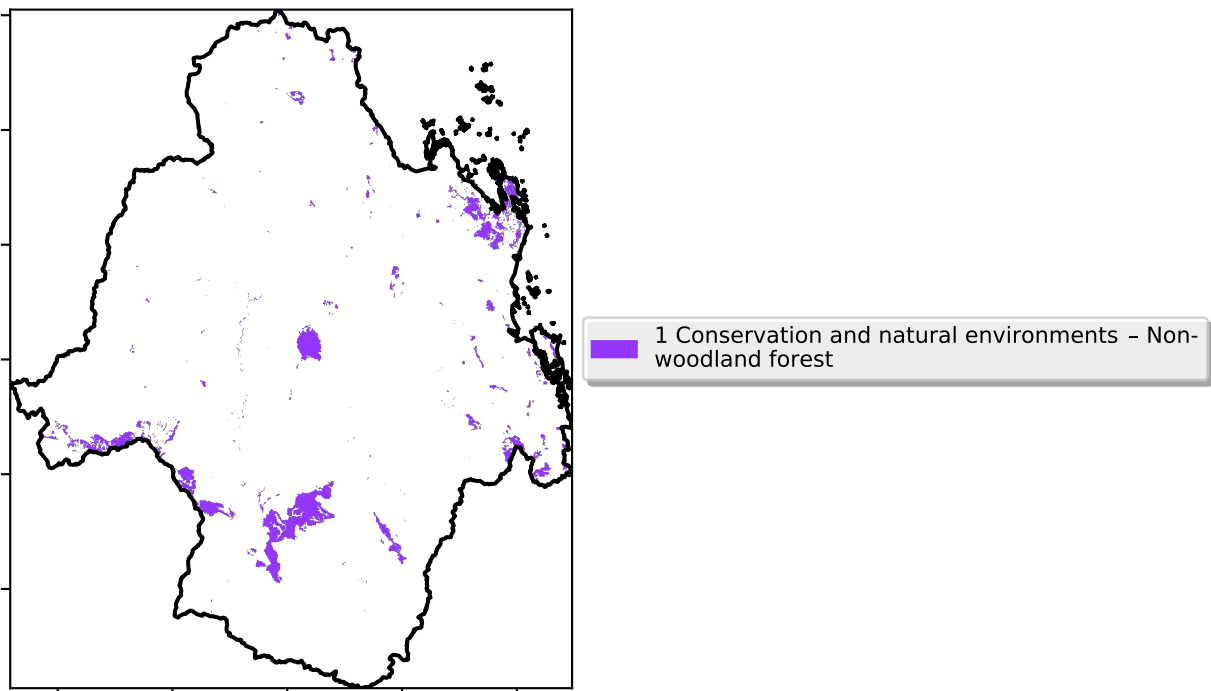 1 Conservation and natural environments – Non-
woodland forest